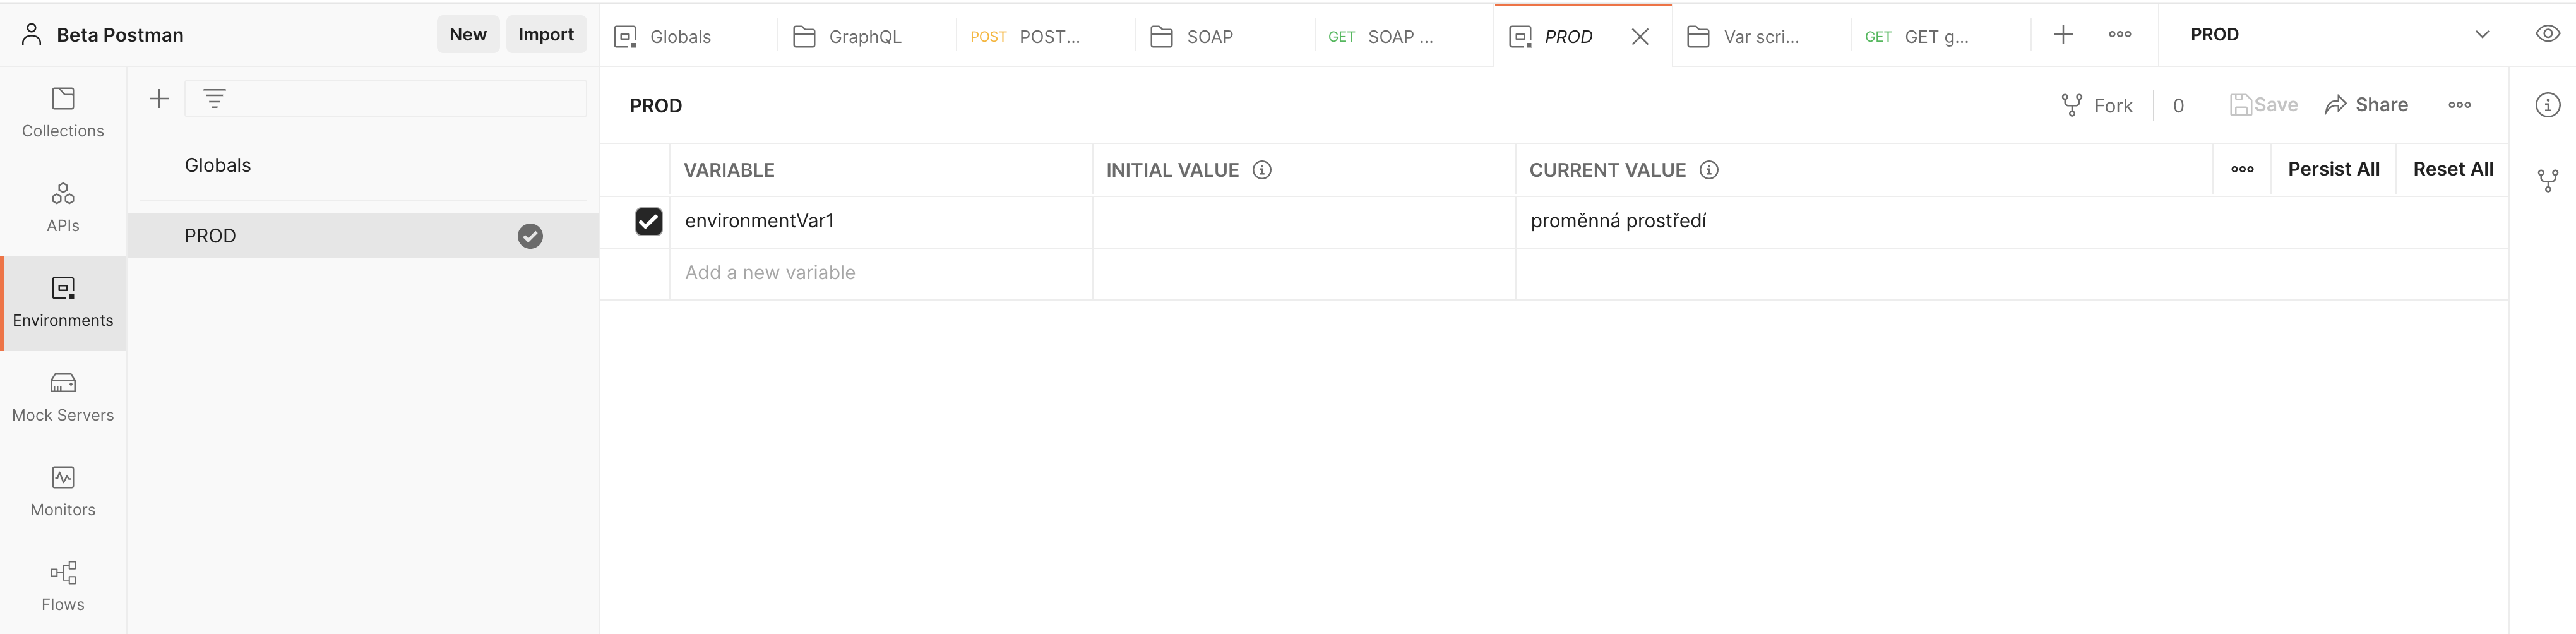 Beta Postman
New
Import
Globals
GraphQL
POST POST...
SOAP
GET SOAP ...
PROD
Var scri...
GET GET g...
PROD
Collections
APIs
Environments
Mock Servers
Monitors
Flows
Globals
PROD
PROD
Fork 0
Save
Share
VARIABLE
INITIAL VALUE
CURRENT VALUE
Persist All
Reset All
environmentVar1
proměnná prostředí
Add a new variable